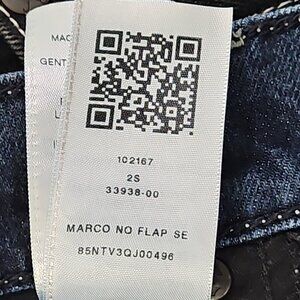 MAC
GENT
102167
2S
33938-00
MARCO NO FLAP SE
85NTV3QJ00496